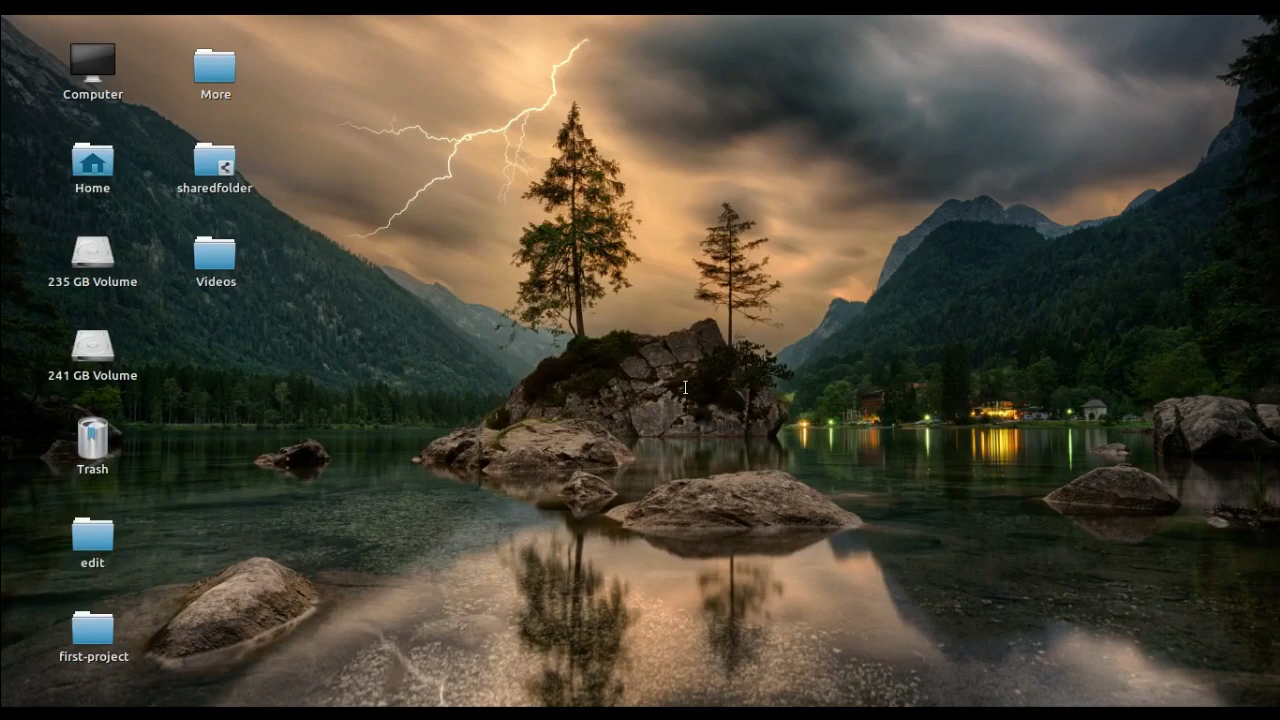 Computer
More
Home
sharedfolder
235 GB Volume
Videos
241 GB Volume
Trash
edit
first-project